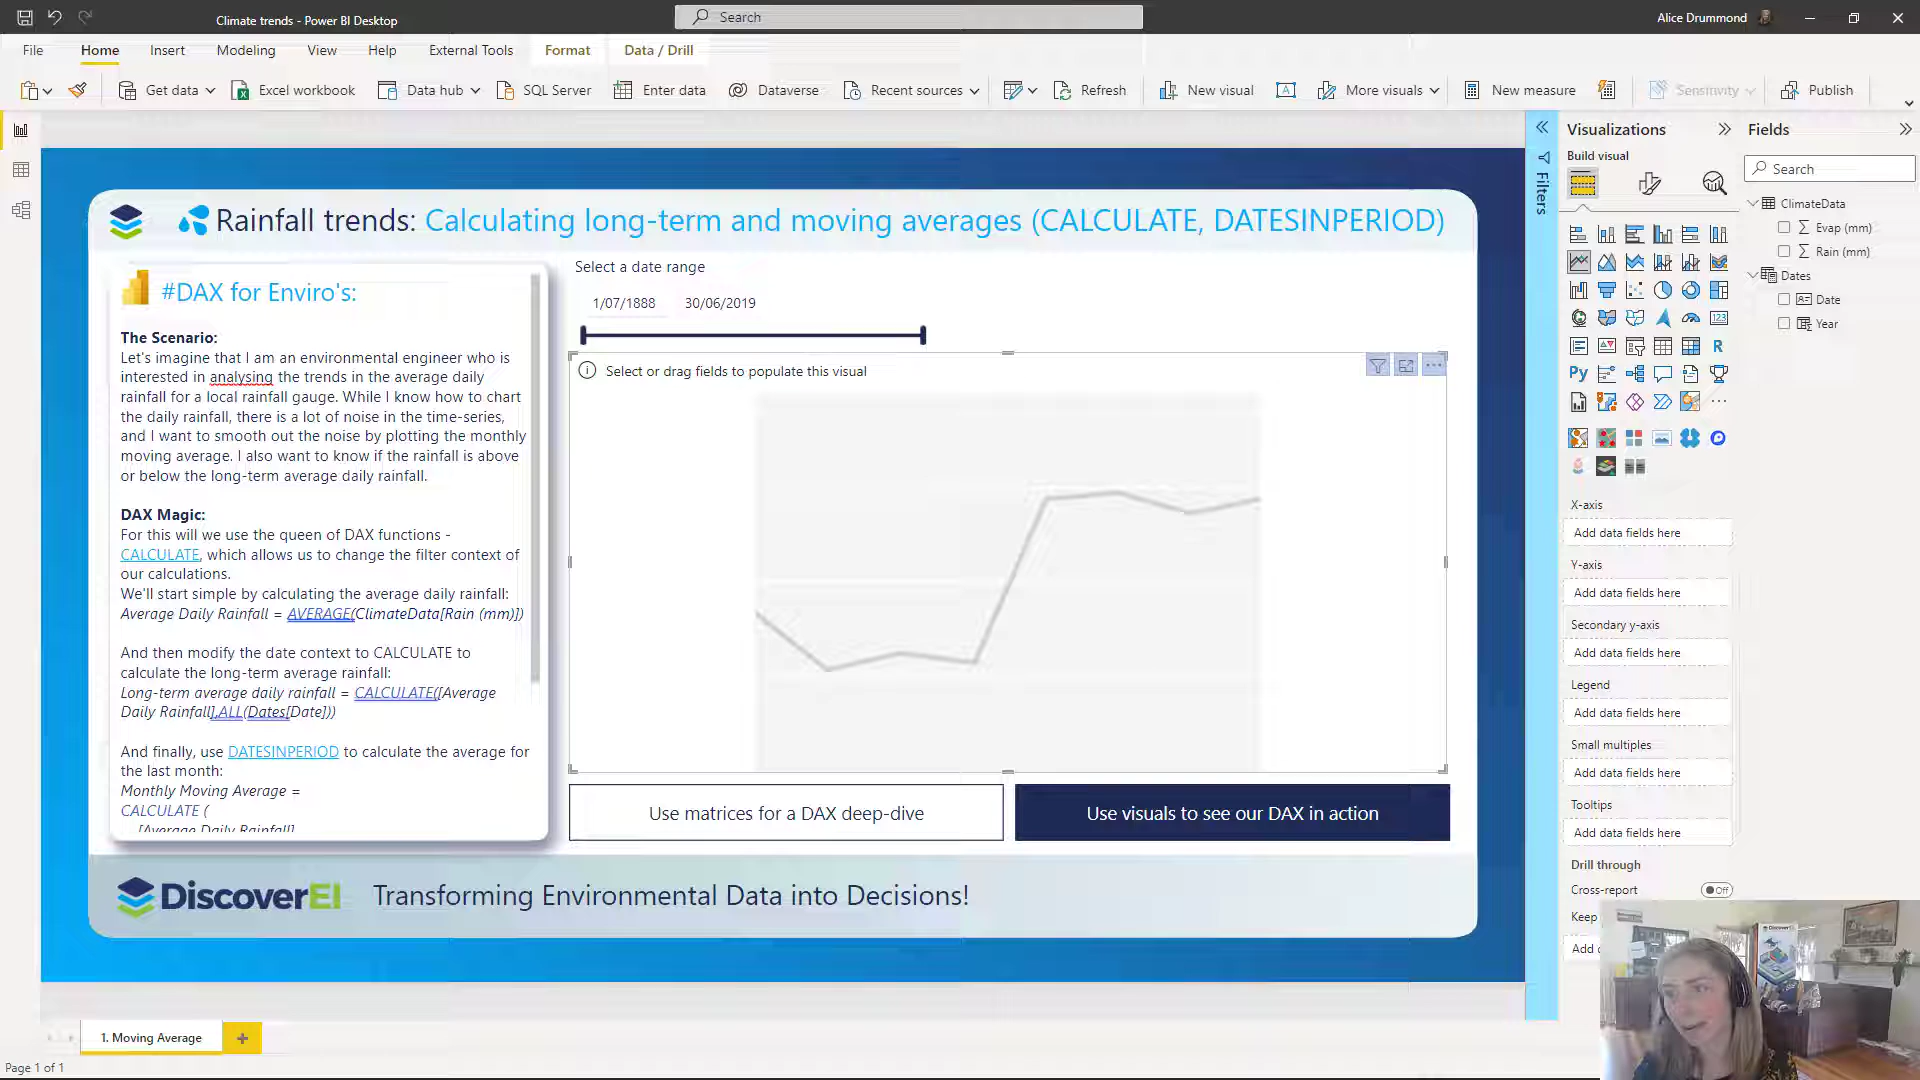 Climate trends - Power BI Desktop
Search
Alice Drummond
File
Home
Insert
Modeling
View
Help
External Tools
Format
Data / Drill
Get data
Excel workbook
Data hub
SQL Server
Enter data
Dataverse
Recent sources
Refresh
New visual
More visuals
New measure
Sensitivity
Publish
Rainfall trends: Calculating long-term and moving averages (CALCULATE, DATESINPERIOD)
#DAX for Enviro's:
The Scenario:
Let's imagine that I am an environmental engineer who is
interested in analysing the trends in the average daily
rainfall for a local rainfall gauge. While I know how to chart
the daily rainfall, there is a lot of noise in the time-series,
and I want to smooth out the noise by plotting the monthly
moving average. I also want to know if the rainfall is above
or below the long-term average daily rainfall.
DAX Magic:
For this will we use the queen of DAX functions -
CALCULATE, which allows us to change the filter context of
our calculations.
We'll start simple by calculating the average daily rainfall:
Average Daily Rainfall = AVERAGE(ClimateData[Rain (mm)])
And then modify the date context to CALCULATE to
calculate the long-term average rainfall:
Long-term average daily rainfall = CALCULATE([Average
Daily Rainfall],ALL(Dates[Date]))
And finally, use DATESINPERIOD to calculate the average for
the last month:
Monthly Moving Average =
CALCULATE (
[Average Daily Rainfall]
Select a date range
1/07/1888
30/06/2019
Select or drag fields to populate this visual
Use matrices for a DAX deep-dive
Use visuals to see our DAX in action
DiscoverEI
Transforming Environmental Data into Decisions!
Filters
Visualizations
Build visual
123
R
Py
X-axis
Add data fields here
Y-axis
Add data fields here
Secondary y-axis
Add data fields here
Legend
Add data fields here
Small multiples
Add data fields here
Tooltips
Add data fields here
Drill through
Cross-report
Off
Keep
Add
Fields
Search
ClimateData
Evap (mm)
Rain (mm)
Dates
Date
Year
1. Moving Average
Page 1 of 1